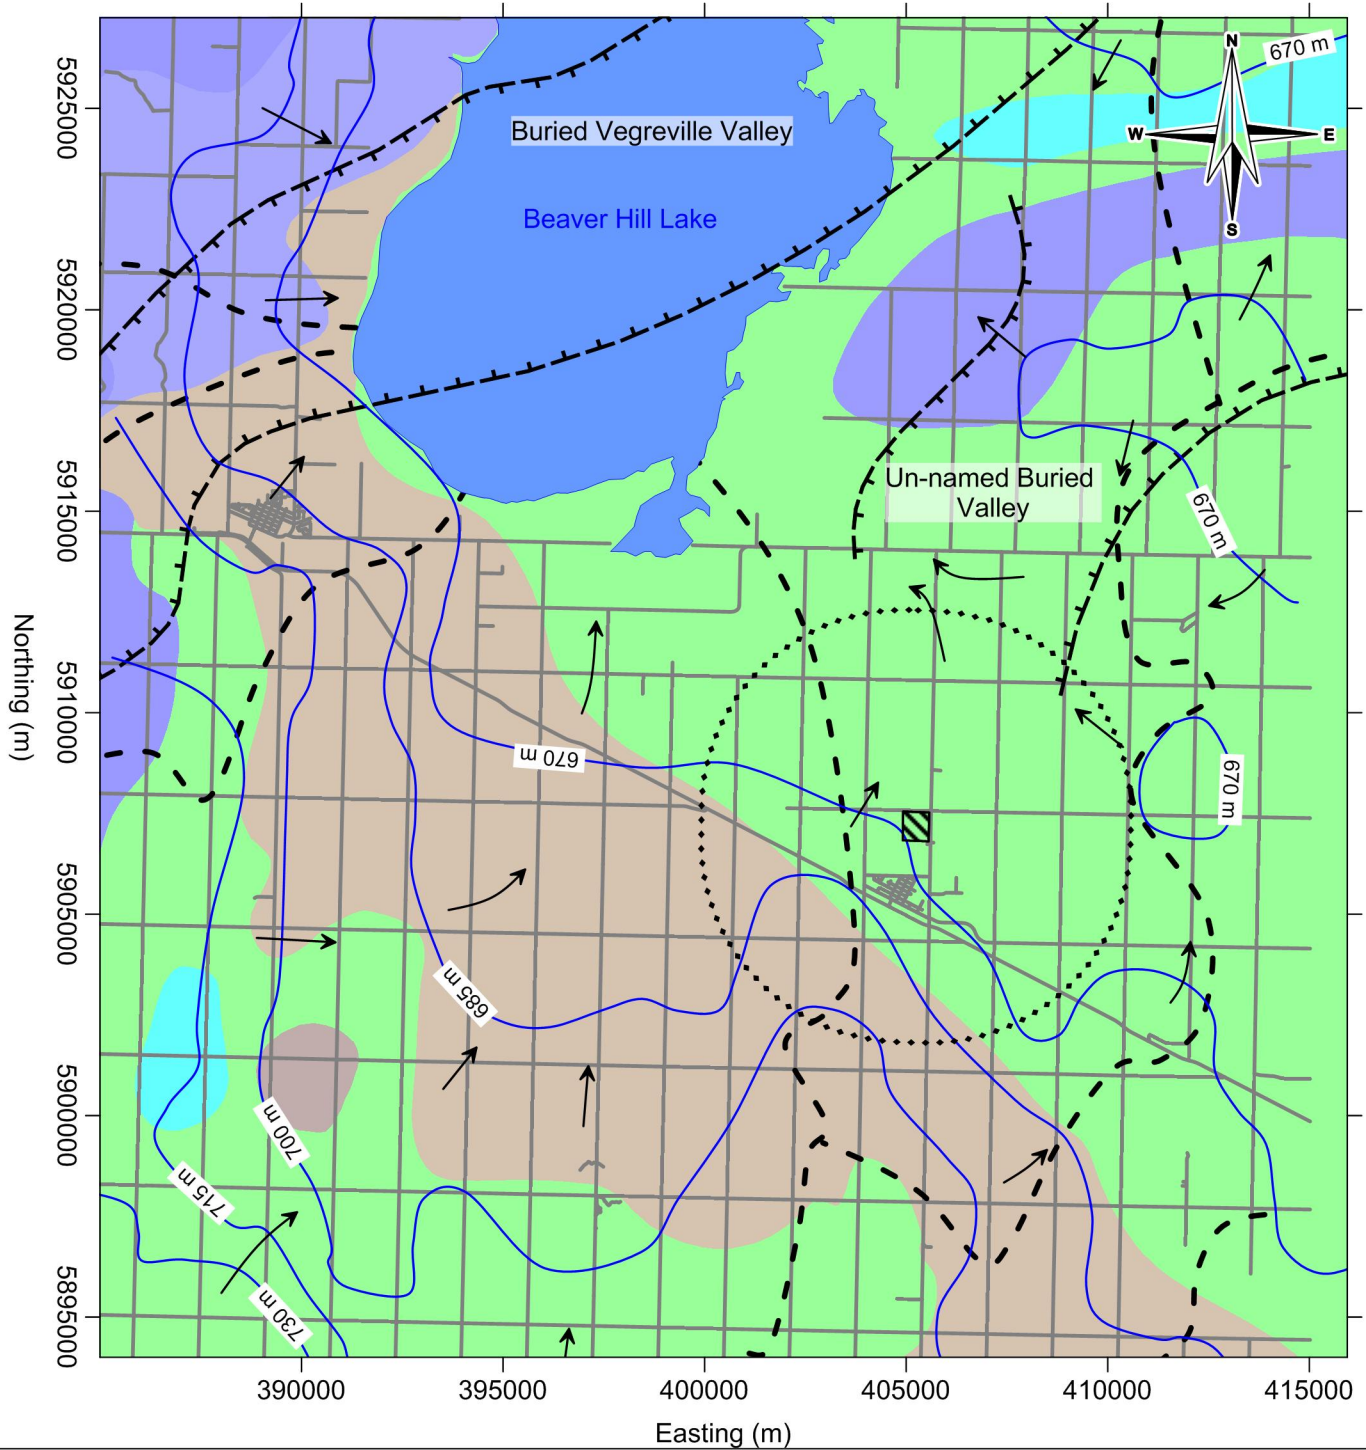 N
W
E
S
670 m
Buried Vegreville Valley
Beaver Hill Lake
Un-named Buried
Valley
670 m
670 m
670 m
685 m
700 m
715 m
730 m
Northing (m)
5925000
5920000
5915000
5910000
5905000
5900000
5895000
390000
395000
400000
405000
410000
415000
Easting (m)